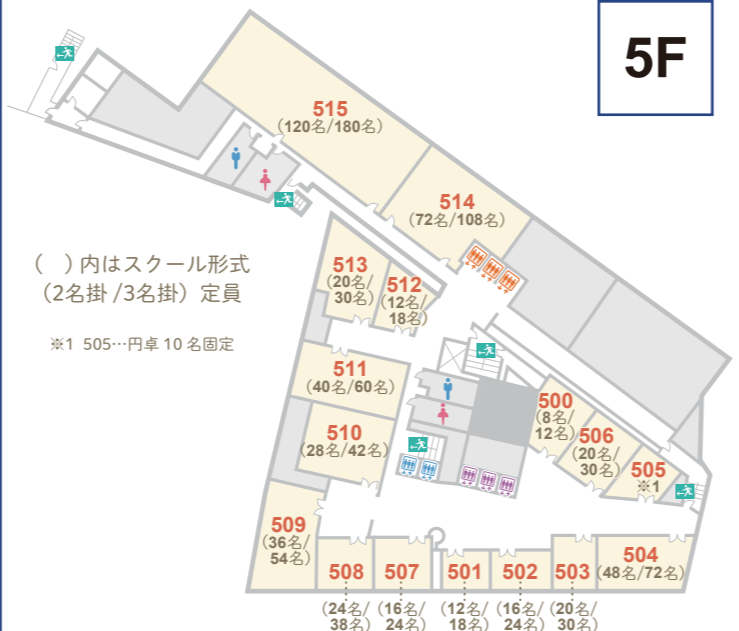 5F
515
(120名/180名)
514
(72名/108名)
( )内はスクール形式
(2名掛/3名掛)定員
※1 505…円卓10名固定
513
(20名/
30名)
512
(12名/
18名)
511
(40名/60名)
510
(28名/42名)
500
(8名/
12名)
506
(20名/
30名)
505
※1
509
(36名/
54名)
508
(24名/
38名)
507
(16名/
24名)
501
(12名/
18名)
502
(16名/
24名)
503
(20名/
30名)
504
(48名/72名)